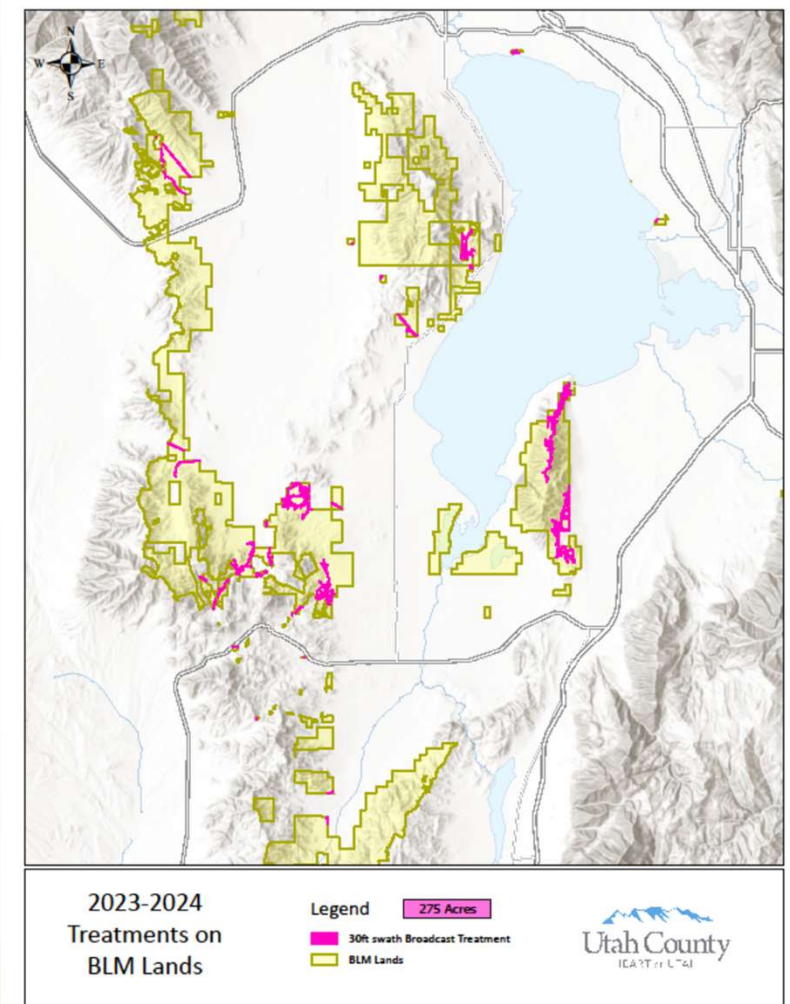 N
W E
S
2023-2024
Treatments on
BLM Lands
Legend
275 Acres
30ft swath Broadcast Treatment
BLM Lands
Utah County